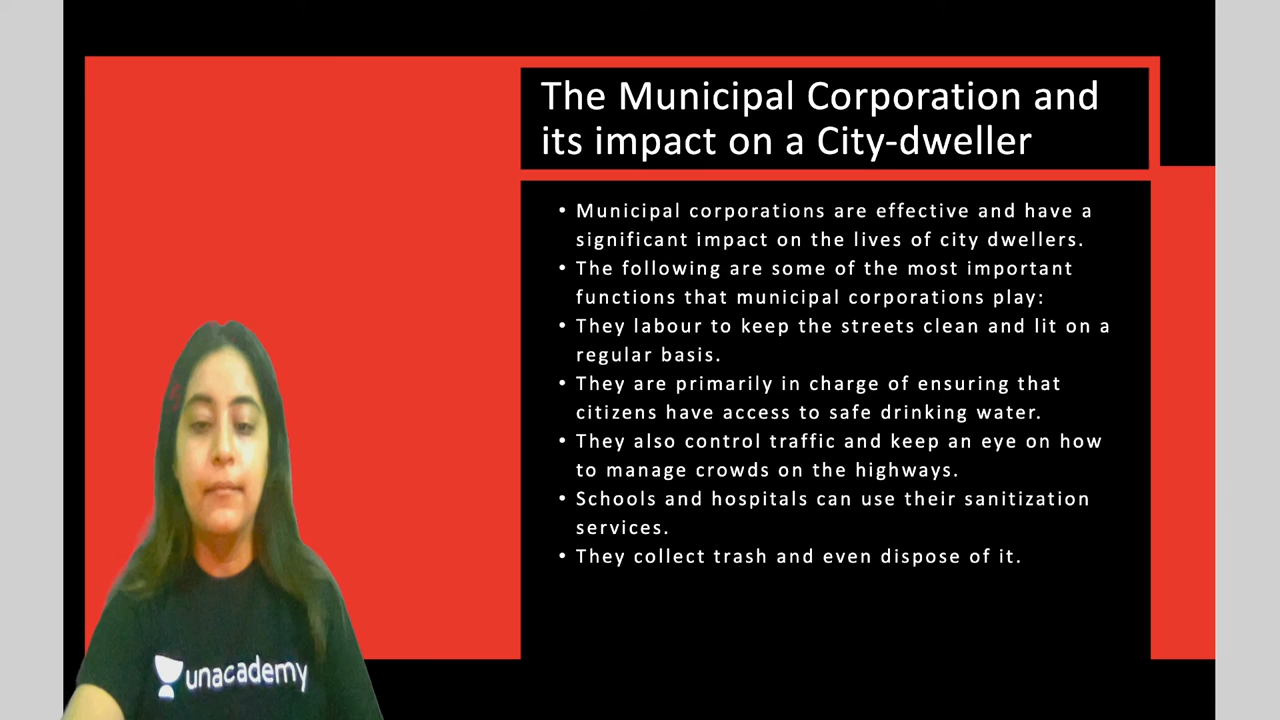 The Municipal Corporation and
its impact on a City-dweller
• Municipal corporations are effective and have a
significant impact on the lives of city dwellers.
• The following are some of the most important
functions that municipal corporations play:
• They labour to keep the streets clean and lit on a
regular basis.
• They are primarily in charge of ensuring that
citizens have access to safe drinking water.
• They also control traffic and keep an eye on how
to manage crowds on the highways.
• Schools and hospitals can use their sanitization
services.
• They collect trash and even dispose of it.
unacademy